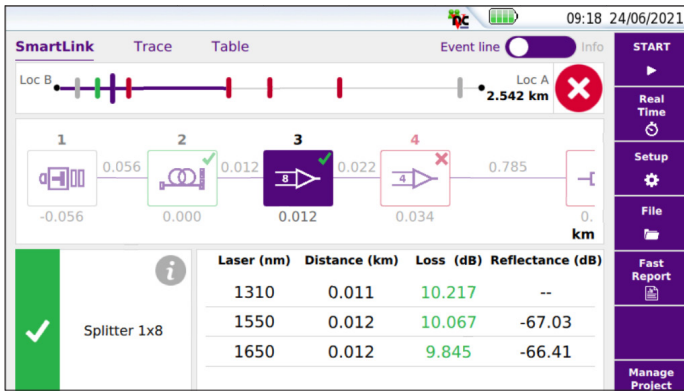 09:18 24/06/2021
SmartLink Trace Table Event line Info
Loc B
Loc A
2.542 km
1 2 3 4
8 4
0.056 0.012 0.022 0.785
-0.056 0.000 0.012 0.034 0.
km
Splitter 1x8
Laser (nm) Distance (km) Loss (dB) Reflectance (dB)
1310 0.011 10.217 --
1550 0.012 10.067 -67.03
1650 0.012 9.845 -66.41
START
Real
Time
Setup
File
Fast
Report
Manage
Project